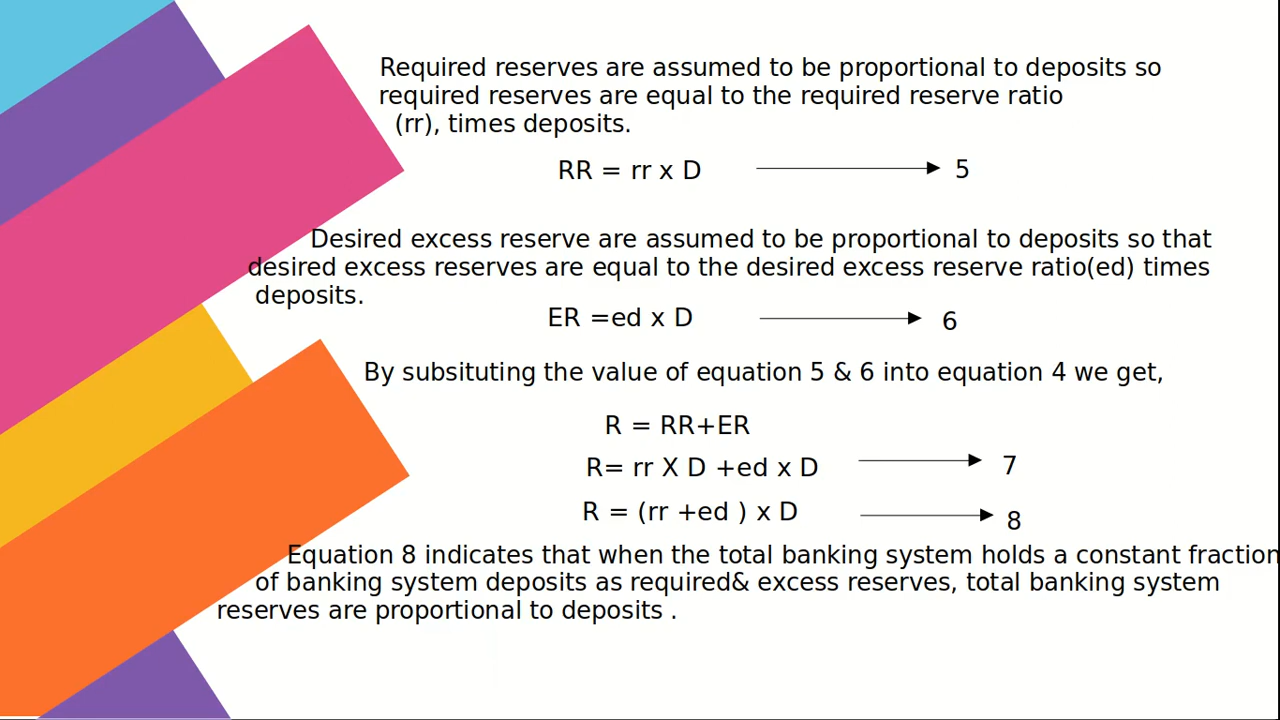 Required reserves are assumed to be proportional to deposits so
required reserves are equal to the required reserve ratio
(rr), times deposits.
RR = rr x D 5
Desired excess reserve are assumed to be proportional to deposits so that
desired excess reserves are equal to the desired excess reserve ratio(ed) times
deposits.
ER =ed x D 6
By subsituting the value of equation 5 & 6 into equation 4 we get,
R = RR+ER
R= rr X D +ed x D 7
R = (rr +ed ) x D 8
Equation 8 indicates that when the total banking system holds a constant fraction
of banking system deposits as required& excess reserves, total banking system
reserves are proportional to deposits .